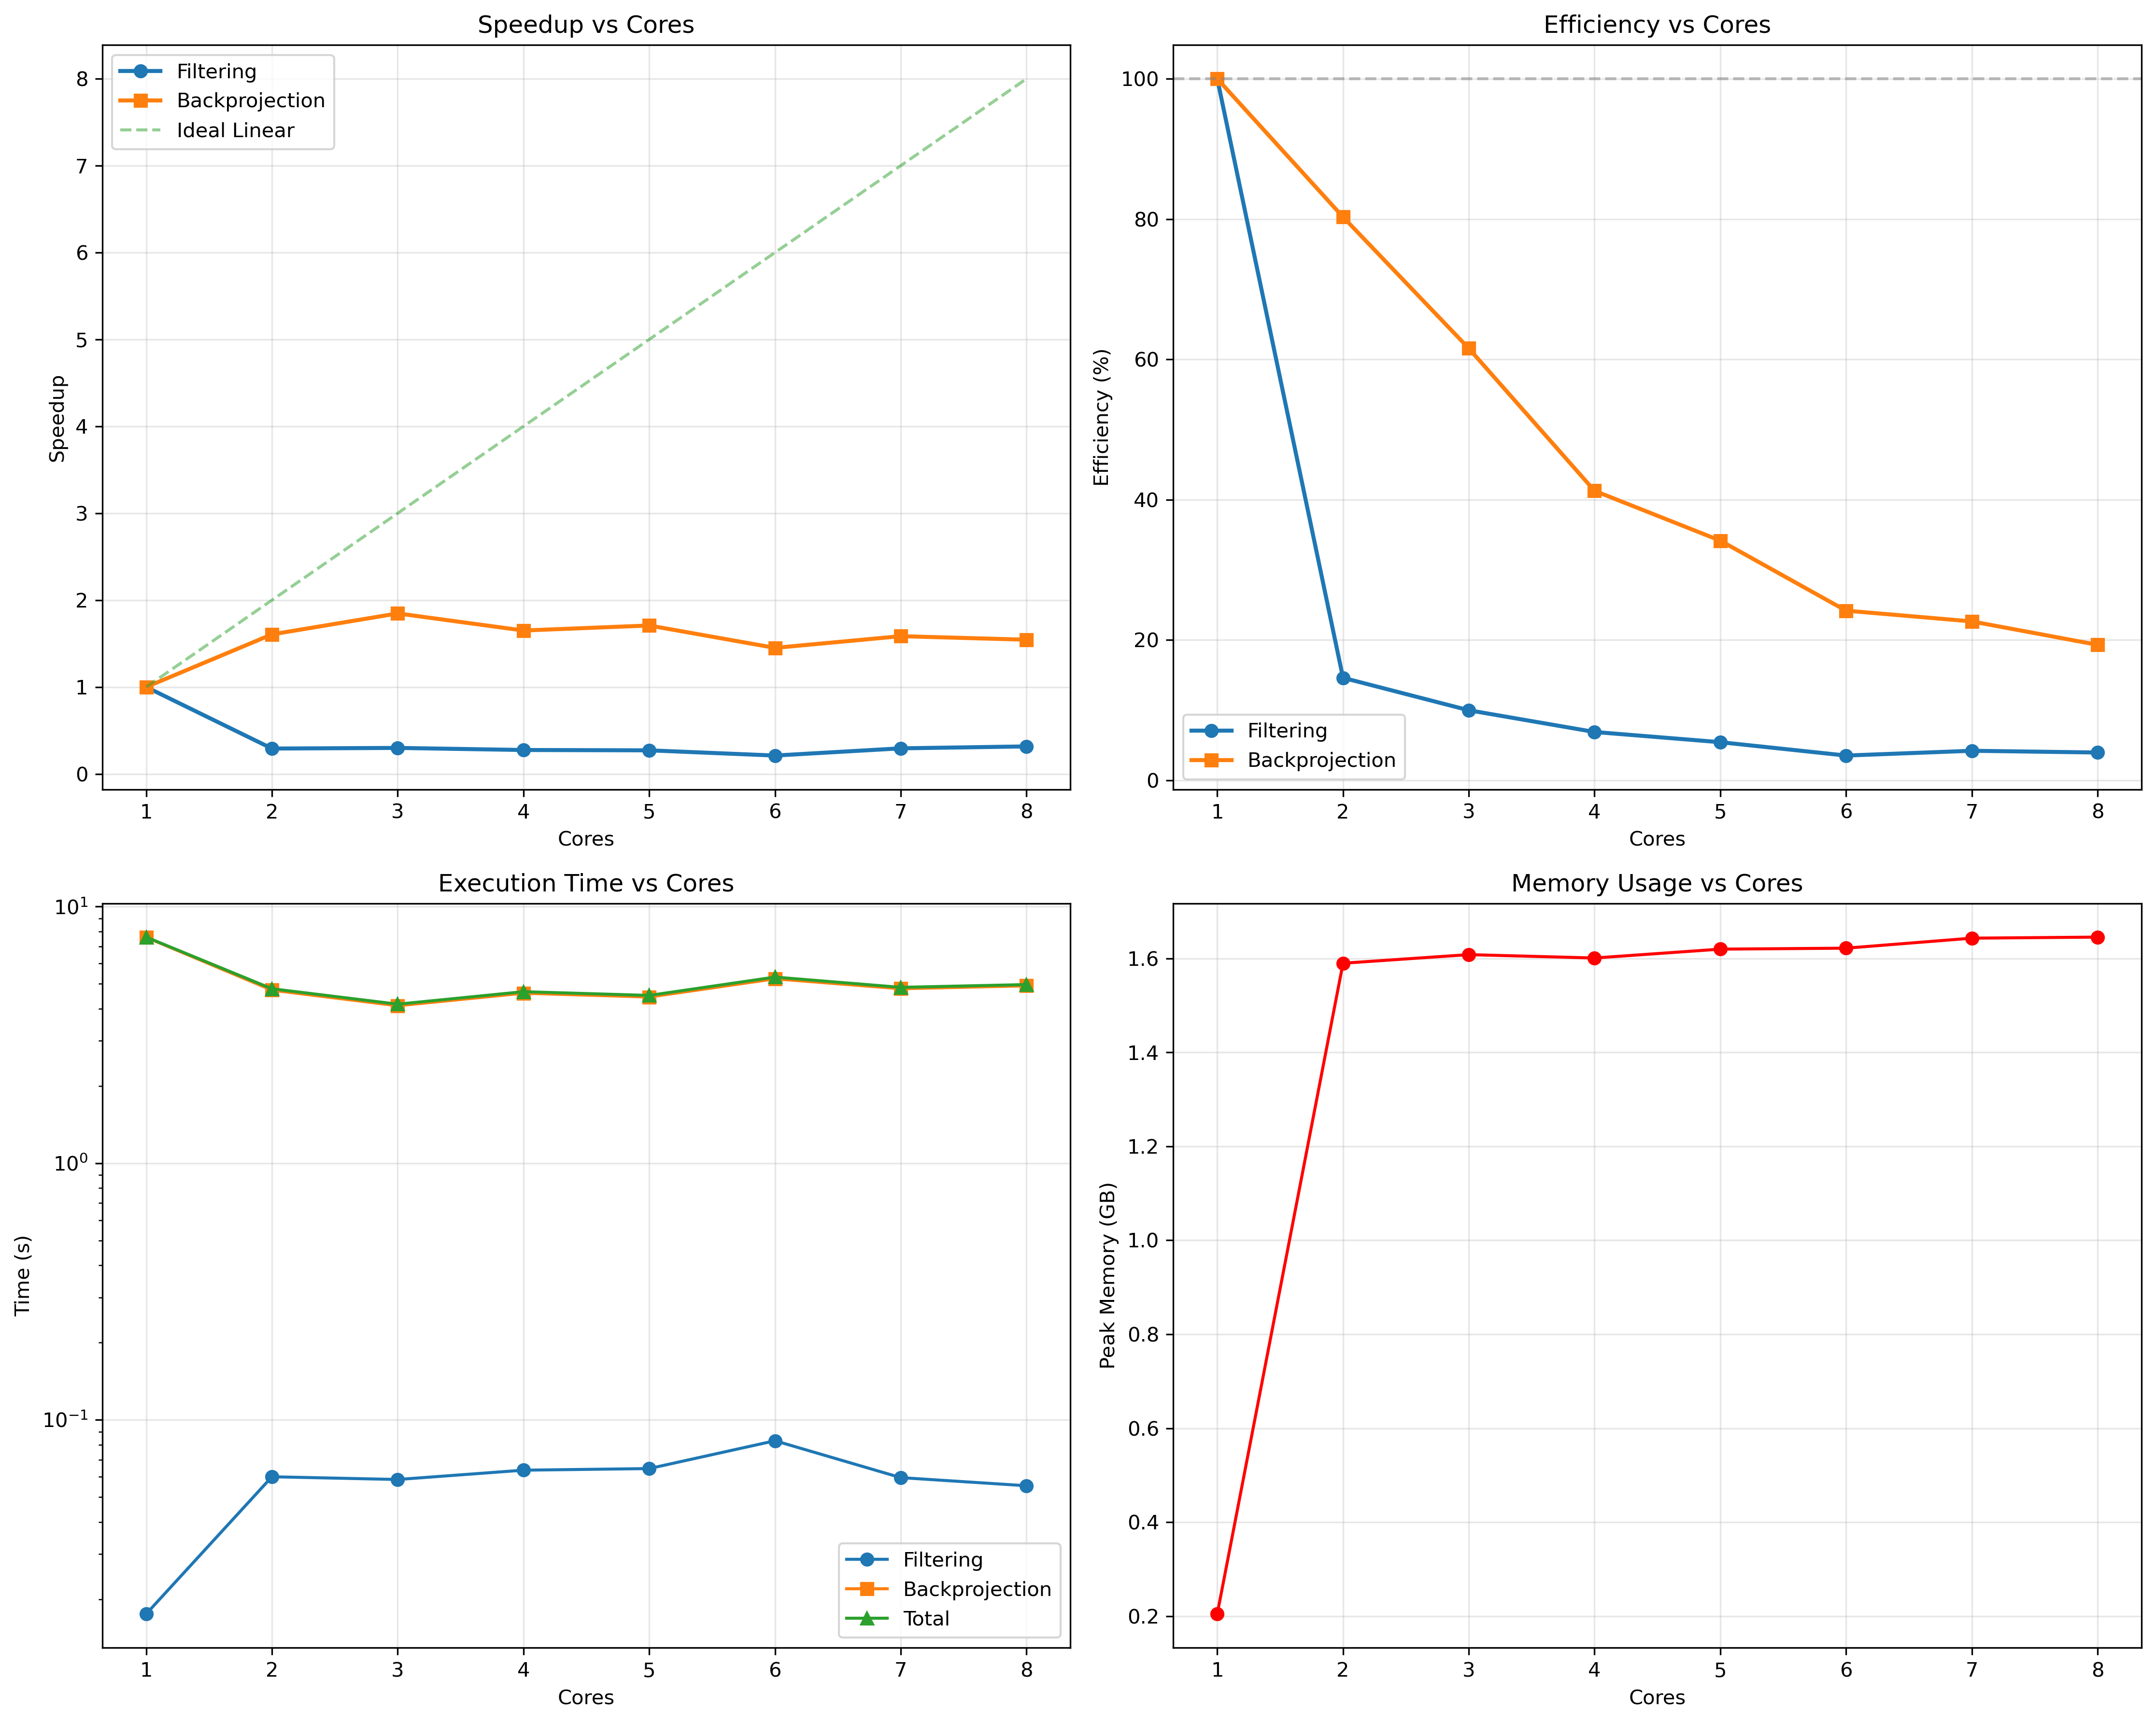 Speedup vs Cores
Filtering
Backprojection
Ideal Linear
8
7
6
5
4
3
2
1
0
Speedup
1 2 3 4 5 6 7 8
Cores
Efficiency vs Cores
100
80
60
40
20
0
Efficiency (%)
Filtering
Backprojection
1 2 3 4 5 6 7 8
Cores
Execution Time vs Cores
10¹
10⁰
10⁻¹
Time (s)
Filtering
Backprojection
Total
1 2 3 4 5 6 7 8
Cores
Memory Usage vs Cores
1.6
1.4
1.2
1.0
0.8
0.6
0.4
0.2
Peak Memory (GB)
1 2 3 4 5 6 7 8
Cores